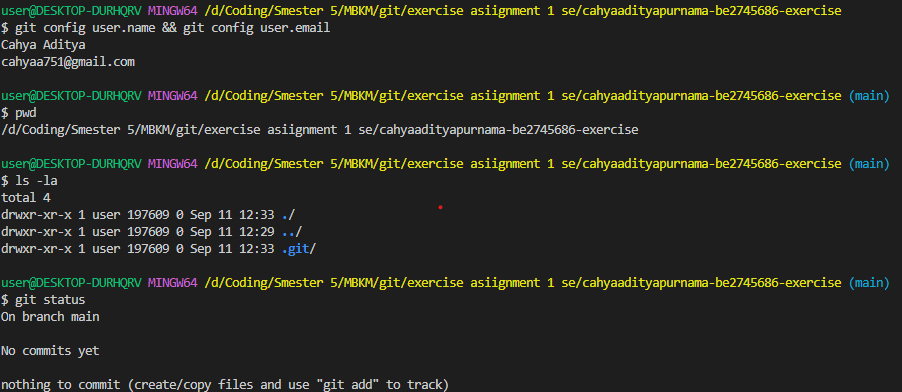 user@DESKTOP-DURHQRV MINGW64 /d/Coding/Smester 5/MBKM/git/exercise asiignment 1 se/cahyaadityapurnama-be2745686-exercise
$ git config user.name && git config user.email
Cahya Aditya
cahyaa751@gmail.com

user@DESKTOP-DURHQRV MINGW64 /d/Coding/Smester 5/MBKM/git/exercise asiignment 1 se/cahyaadityapurnama-be2745686-exercise (main)
$ pwd
/d/Coding/Smester 5/MBKM/git/exercise asiignment 1 se/cahyaadityapurnama-be2745686-exercise

user@DESKTOP-DURHQRV MINGW64 /d/Coding/Smester 5/MBKM/git/exercise asiignment 1 se/cahyaadityapurnama-be2745686-exercise (main)
$ ls -la
total 4
drwxr-xr-x 1 user 197609 0 Sep 11 12:33 ./
drwxr-xr-x 1 user 197609 0 Sep 11 12:29 ../
drwxr-xr-x 1 user 197609 0 Sep 11 12:33 .git/

user@DESKTOP-DURHQRV MINGW64 /d/Coding/Smester 5/MBKM/git/exercise asiignment 1 se/cahyaadityapurnama-be2745686-exercise (main)
$ git status
On branch main

No commits yet

nothing to commit (create/copy files and use "git add" to track)